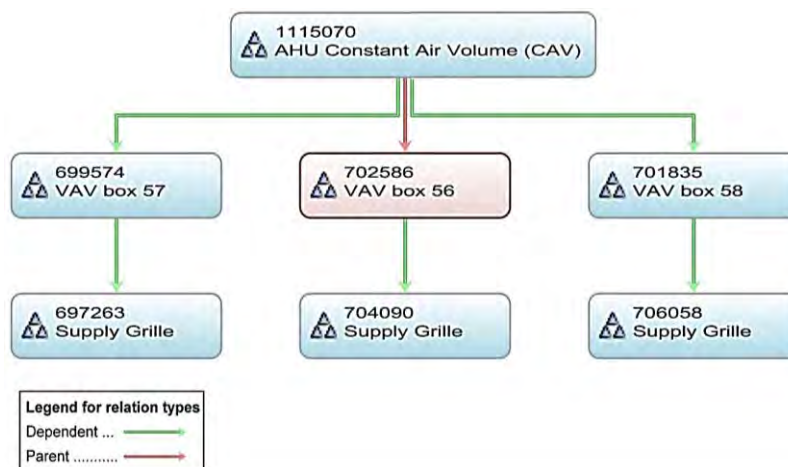 1115070
AHU Constant Air Volume (CAV)
699574
VAV box 57
702586
VAV box 56
701835
VAV box 58
697263
Supply Grille
704090
Supply Grille
706058
Supply Grille
Legend for relation types
Dependent ...
Parent ...........